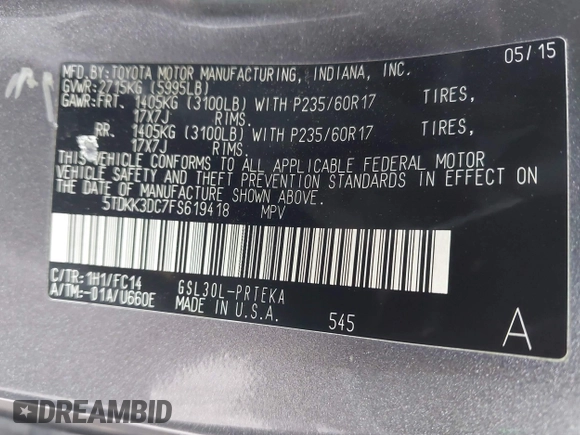 05/15
MFD.BY:TOYOTA MOTOR MANUFACTURING, INDIANA, INC.
GVWR:2715KG (5995LB)
GAWR:FRT. 1405KG (3100LB) WITH P235/60R17 TIRES,
17X7J RIMS.
RR. 1405KG (3100LB) WITH P235/60R17 TIRES,
17X7J RIMS.
THIS VEHICLE CONFORMS TO ALL APPLICABLE FEDERAL MOTOR
VEHICLE SAFETY AND THEFT PREVENTION STANDARDS IN EFFECT ON
THE DATE OF MANUFACTURE SHOWN ABOVE.
5TDKK3DC7FS619418 MPV
C/TR:1H1/FC14
A/TM:-01A/U660E
GSL30L-PRTEKA
MADE IN U.S.A.
545
A
DREAMBID